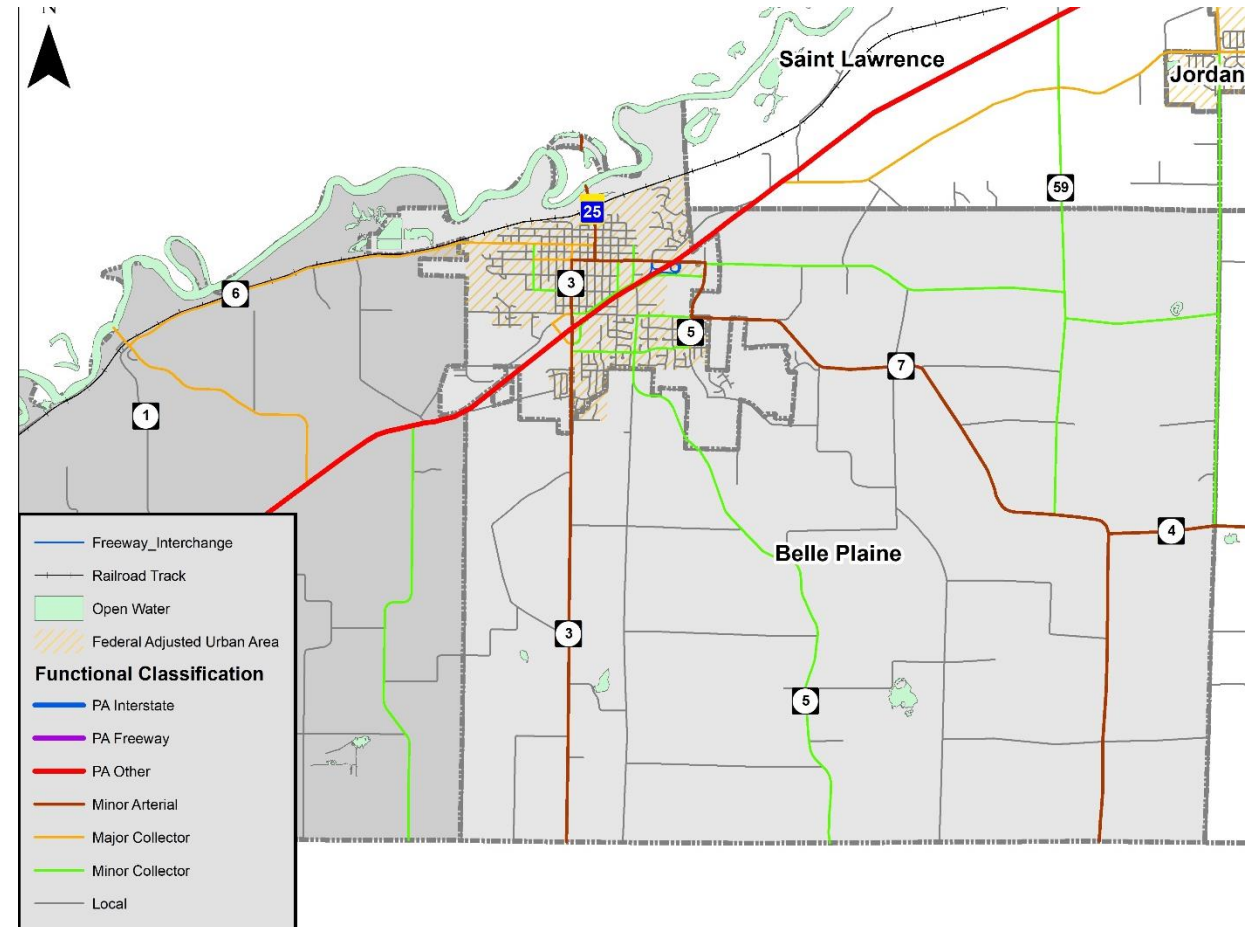 N
Saint Lawrence
Jordan
59
25
3
6
5
7
1
4
Belle Plaine
3
5
Freeway_Interchange
Railroad Track
Open Water
Federal Adjusted Urban Area
Functional Classification
PA Interstate
PA Freeway
PA Other
Minor Arterial
Major Collector
Minor Collector
Local